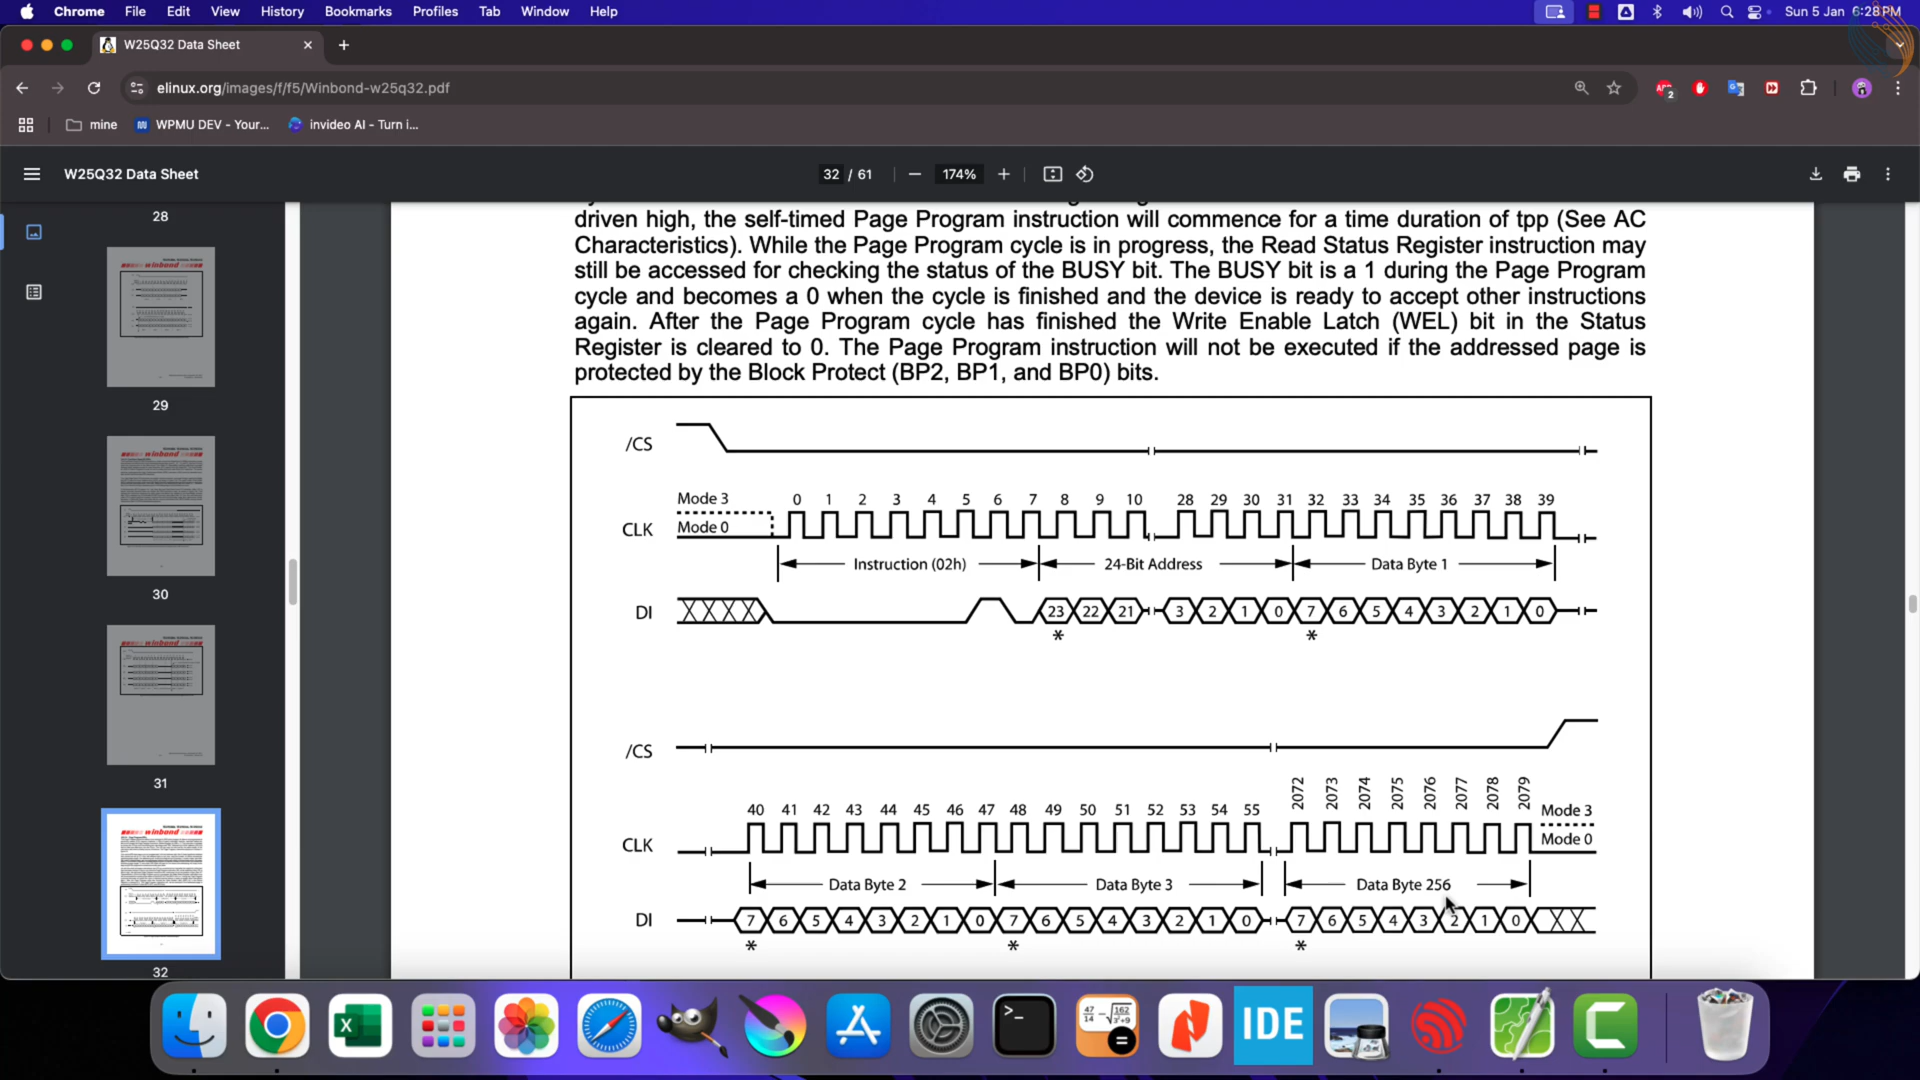 Chrome File Edit View History Bookmarks Profiles Tab Window Help Sun 5 Jan 6:28 PM
W25Q32 Data Sheet
elinux.org/images/f/f5/Winbond-w25q32.pdf
2
mine WPMU DEV - Your... invideo AI - Turn i...
W25Q32 Data Sheet 32 / 61 174%
28
29
30
31
32
driven high, the self-timed Page Program instruction will commence for a time duration of tpp (See AC
Characteristics). While the Page Program cycle is in progress, the Read Status Register instruction may
still be accessed for checking the status of the BUSY bit. The BUSY bit is a 1 during the Page Program
cycle and becomes a 0 when the cycle is finished and the device is ready to accept other instructions
again. After the Page Program cycle has finished the Write Enable Latch (WEL) bit in the Status
Register is cleared to 0. The Page Program instruction will not be executed if the addressed page is
protected by the Block Protect (BP2, BP1, and BP0) bits.
/CS
Mode 3 0 1 2 3 4 5 6 7 8 9 10 28 29 30 31 32 33 34 35 36 37 38 39
CLK Mode 0
Instruction (02h) 24-Bit Address Data Byte 1
DI 23 22 21 3 2 1 0 7 6 5 4 3 2 1 0
* *
/CS
40 41 42 43 44 45 46 47 48 49 50 51 52 53 54 55 2072 2073 2074 2075 2076 2077 2078 2079 Mode 3
CLK Mode 0
Data Byte 2 Data Byte 3 Data Byte 256
DI 7 6 5 4 3 2 1 0 7 6 5 4 3 2 1 0 7 6 5 4 3 2 1 0
* * *
IDE